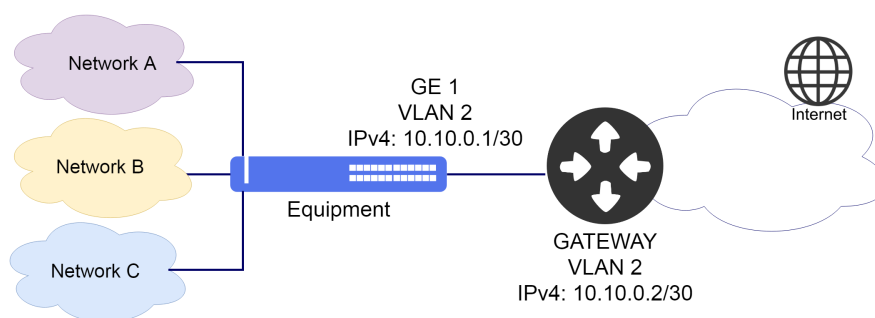 Network A
Network B
Network C
GE 1
VLAN 2
IPv4: 10.10.0.1/30
Equipment
GATEWAY
VLAN 2
IPv4: 10.10.0.2/30
Internet